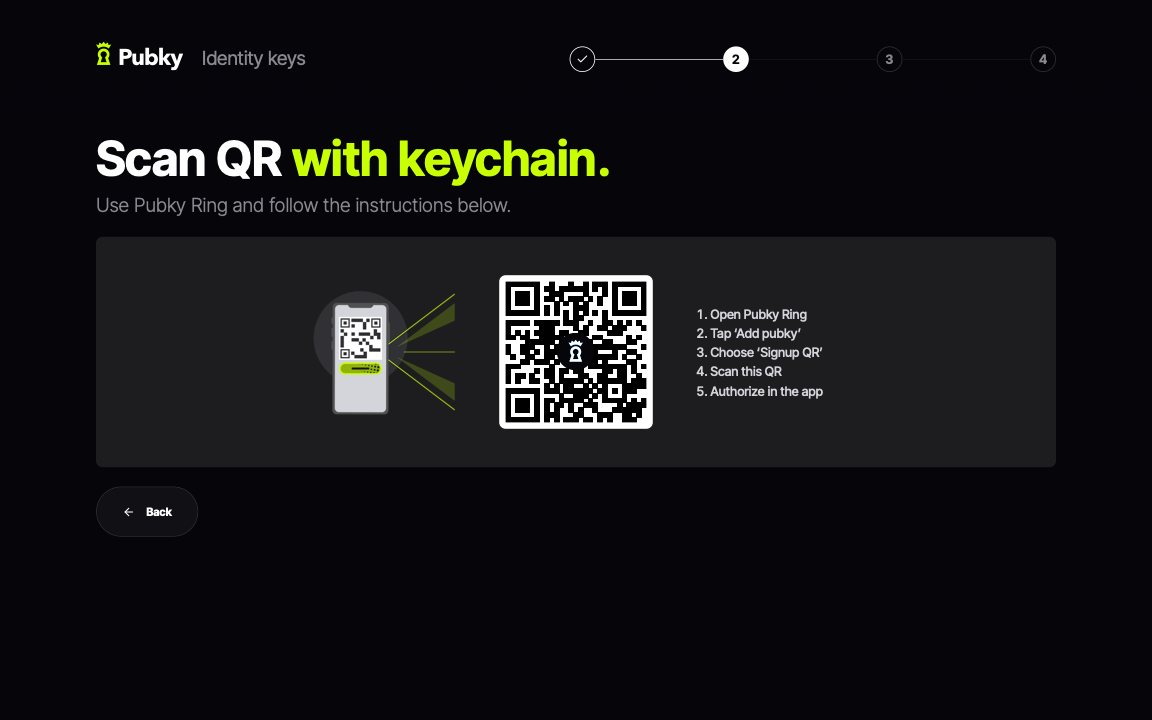 Pubky Identity keys
2
3
4
Scan QR with keychain.
Use Pubky Ring and follow the instructions below.
1. Open Pubky Ring
2. Tap ‘Add pubky’
3. Choose ‘Signup QR’
4. Scan this QR
5. Authorize in the app
Back